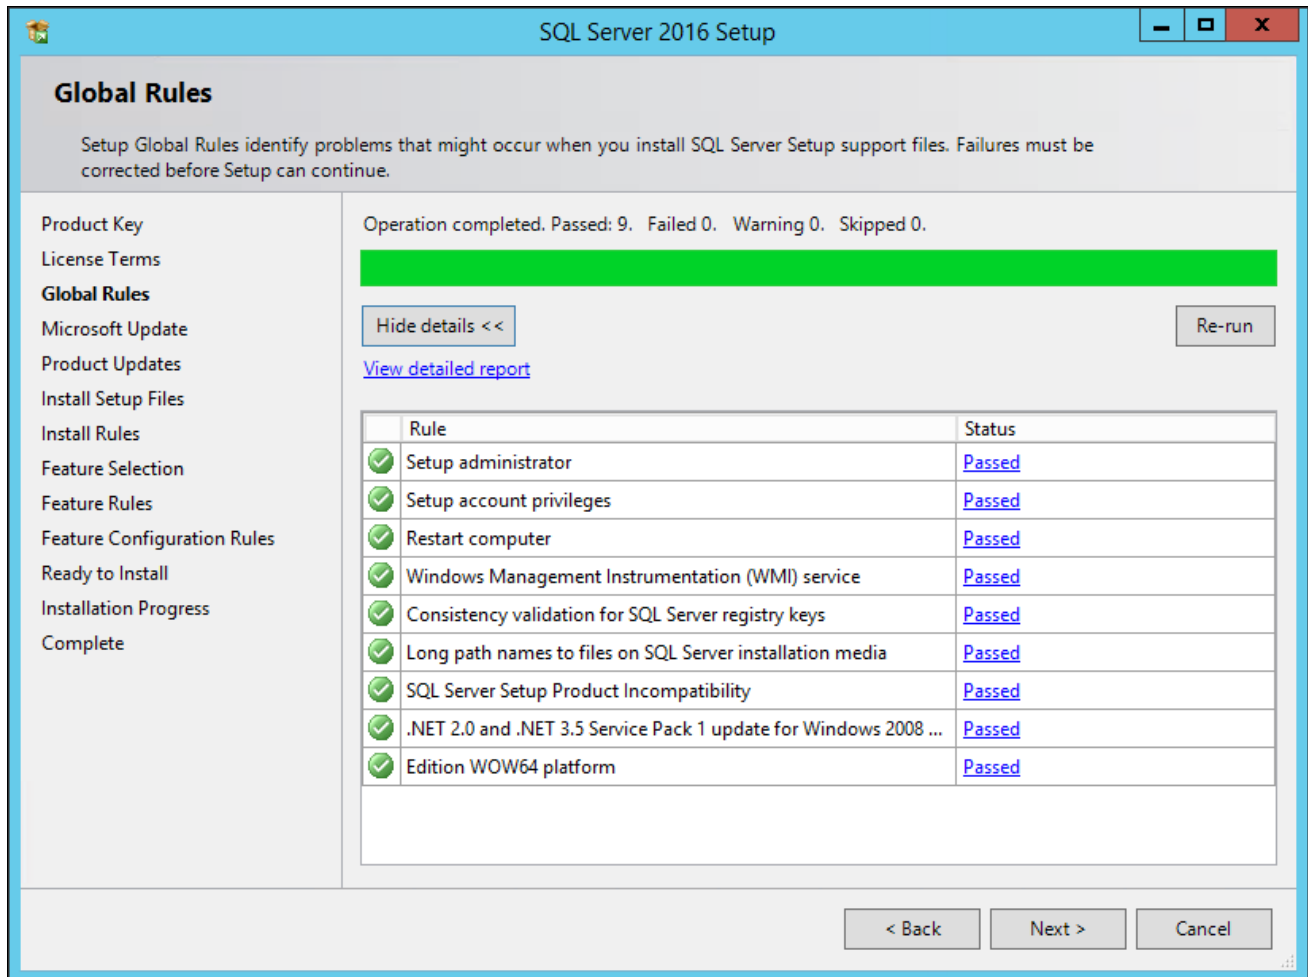 SQL Server 2016 Setup
Global Rules
Setup Global Rules identify problems that might occur when you install SQL Server Setup support files. Failures must be
corrected before Setup can continue.
Product Key
License Terms
Global Rules
Microsoft Update
Product Updates
Install Setup Files
Install Rules
Feature Selection
Feature Rules
Feature Configuration Rules
Ready to Install
Installation Progress
Complete
Operation completed. Passed: 9.   Failed 0.   Warning 0.   Skipped 0.
Hide details <<
Re-run
View detailed report
Rule Status
Setup administrator Passed
Setup account privileges Passed
Restart computer Passed
Windows Management Instrumentation (WMI) service Passed
Consistency validation for SQL Server registry keys Passed
Long path names to files on SQL Server installation media Passed
SQL Server Setup Product Incompatibility Passed
.NET 2.0 and .NET 3.5 Service Pack 1 update for Windows 2008 ... Passed
Edition WOW64 platform Passed
< Back Next > Cancel